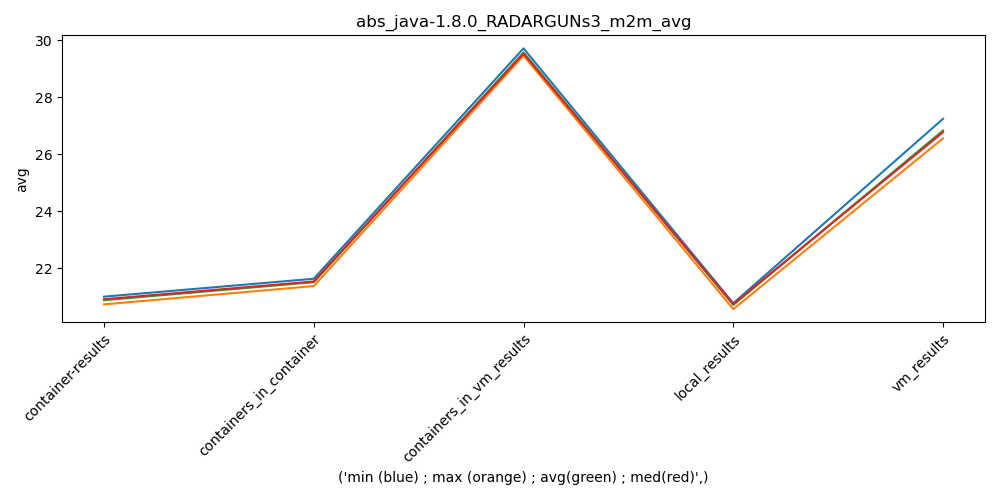 abs_java-1.8.0_RADARGUNs3_m2m_avg
30
28
26
24
22
avg
container-results
containers_in_container
containers_in_vm_results
local_results
vm_results
('min (blue) ; max (orange) ; avg(green) ; med(red)',)